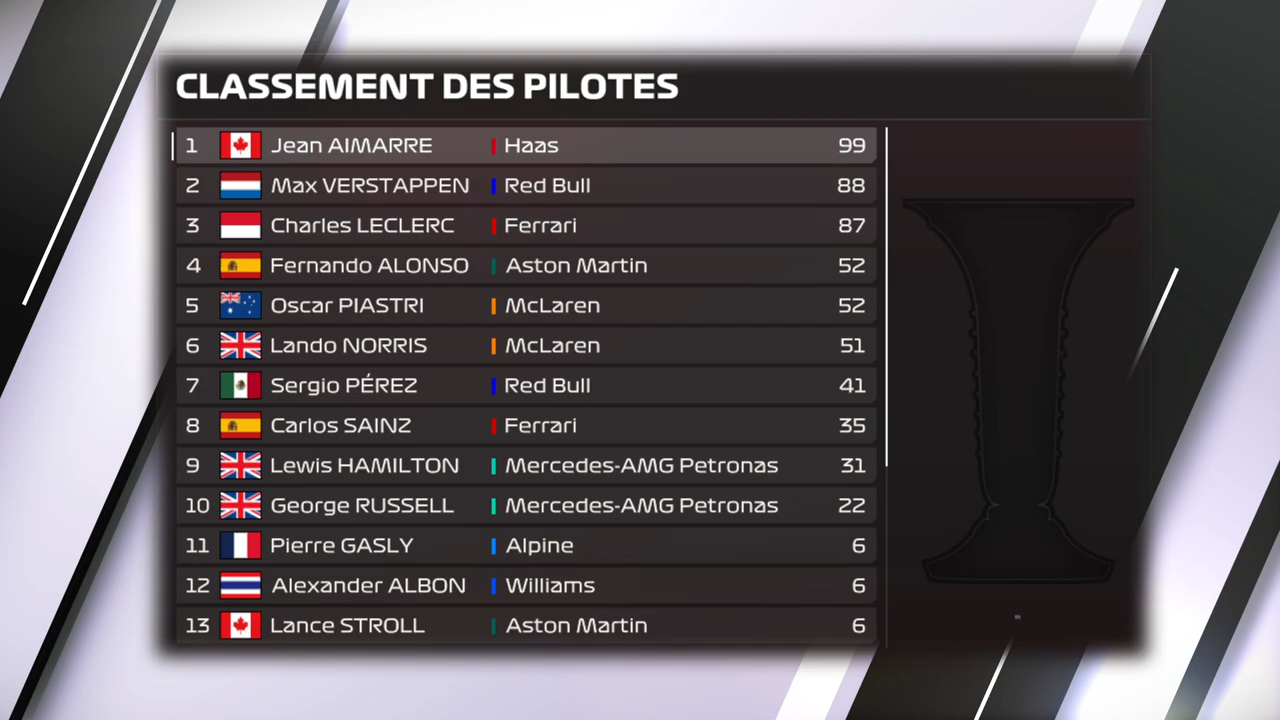 CLASSEMENT DES PILOTES
1 Jean AIMARRE Haas 99
2 Max VERSTAPPEN Red Bull 88
3 Charles LECLERC Ferrari 87
4 Fernando ALONSO Aston Martin 52
5 Oscar PIASTRI McLaren 52
6 Lando NORRIS McLaren 51
7 Sergio PÉREZ Red Bull 41
8 Carlos SAINZ Ferrari 35
9 Lewis HAMILTON Mercedes-AMG Petronas 31
10 George RUSSELL Mercedes-AMG Petronas 22
11 Pierre GASLY Alpine 6
12 Alexander ALBON Williams 6
13 Lance STROLL Aston Martin 6